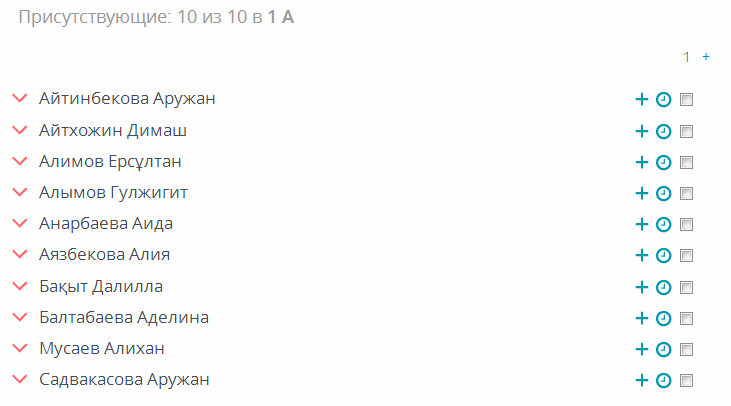 Присутствующие: 10 из 10 в 1 А
1 +
Айтинбекова Аружан
Айтхожин Димаш
Алимов Ерсұлтан
Алымов Гулжигит
Анарбаева Аида
Аязбекова Алия
Бақыт Далилла
Балтабаева Аделина
Мусаев Алихан
Садвакасова Аружан